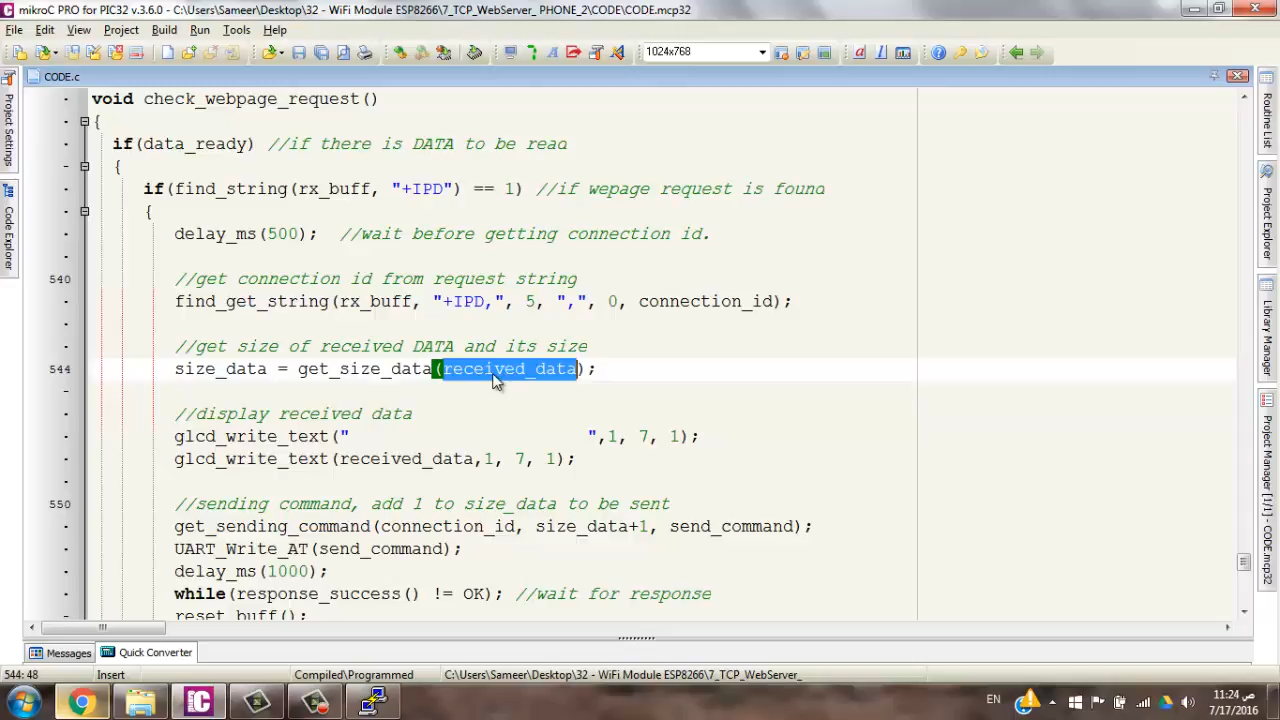 mikroC PRO for PIC32 v.3.6.0 - C:\Users\Sameer\Desktop\32 - WiFi Module ESP8266\7_TCP_WebServer_ PHONE_2\CODE\CODE.mcp32
File Edit View Project Build Run Tools Help
1024x768
CODE.c
void check_webpage_request()
{
if(data_ready) //if there is DATA to be read
{
if(find_string(rx_buff, "+IPD") == 1) //if wepage request is found
{
delay_ms(500); //wait before getting connection id.
540 //get connection id from request string
find_get_string(rx_buff, "+IPD,", 5, ",", 0, connection_id);
//get size of received DATA and its size
544 size_data = get_size_data(received_data);
//display received data
glcd_write_text(" ",1, 7, 1);
glcd_write_text(received_data,1, 7, 1);
550 //sending command, add 1 to size_data to be sent
get_sending_command(connection_id, size_data+1, send_command);
UART_Write_AT(send_command);
delay_ms(1000);
while(response_success() != OK); //wait for response
reset_buff();
Project Settings
Code Explorer
Routine List
Project Explorer
Library Manager
Project Manager [1/1] - CODE.mcp32
Messages Quick Converter
544: 48 Insert Compiled\Programmed C:\Users\Sameer\Desktop\32 - WiFi Module ESP8266\7_TCP_WebServer_
EN
11:24 ص
7/17/2016